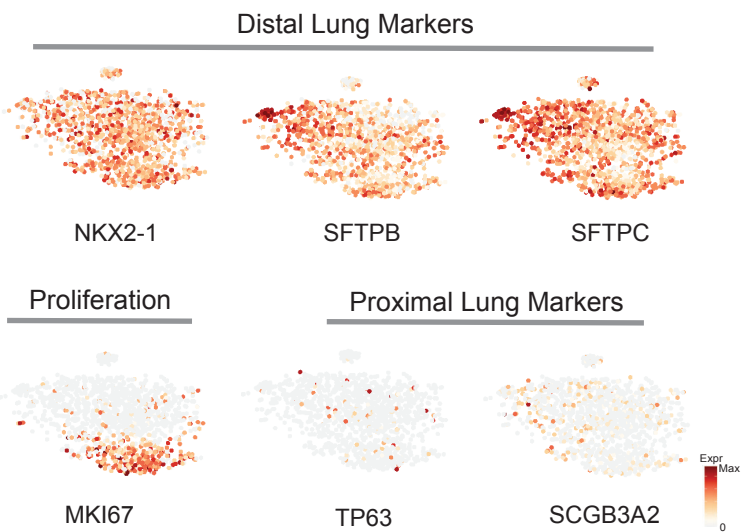 Distal Lung Markers
NKX2-1
SFTPB
SFTPC
Proliferation
Proximal Lung Markers
MKI67
TP63
SCGB3A2
Expr
Max
0